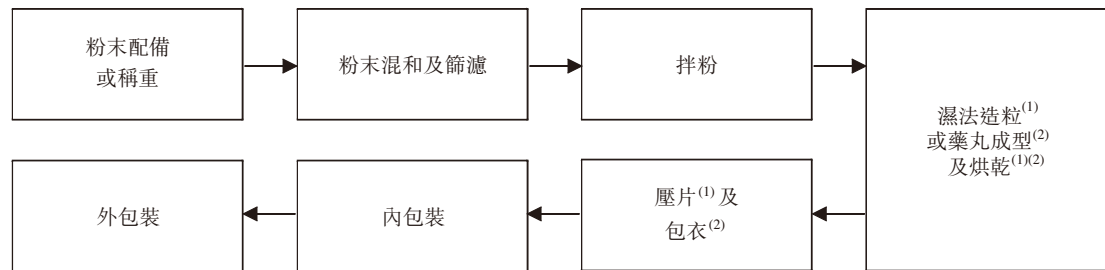 粉末配備
或稱重
粉末混和及篩濾
拌粉
濕法造粒(1)
或藥丸成型(2)
及烘乾(1)(2)
壓片(1)及
包衣(2)
內包裝
外包裝